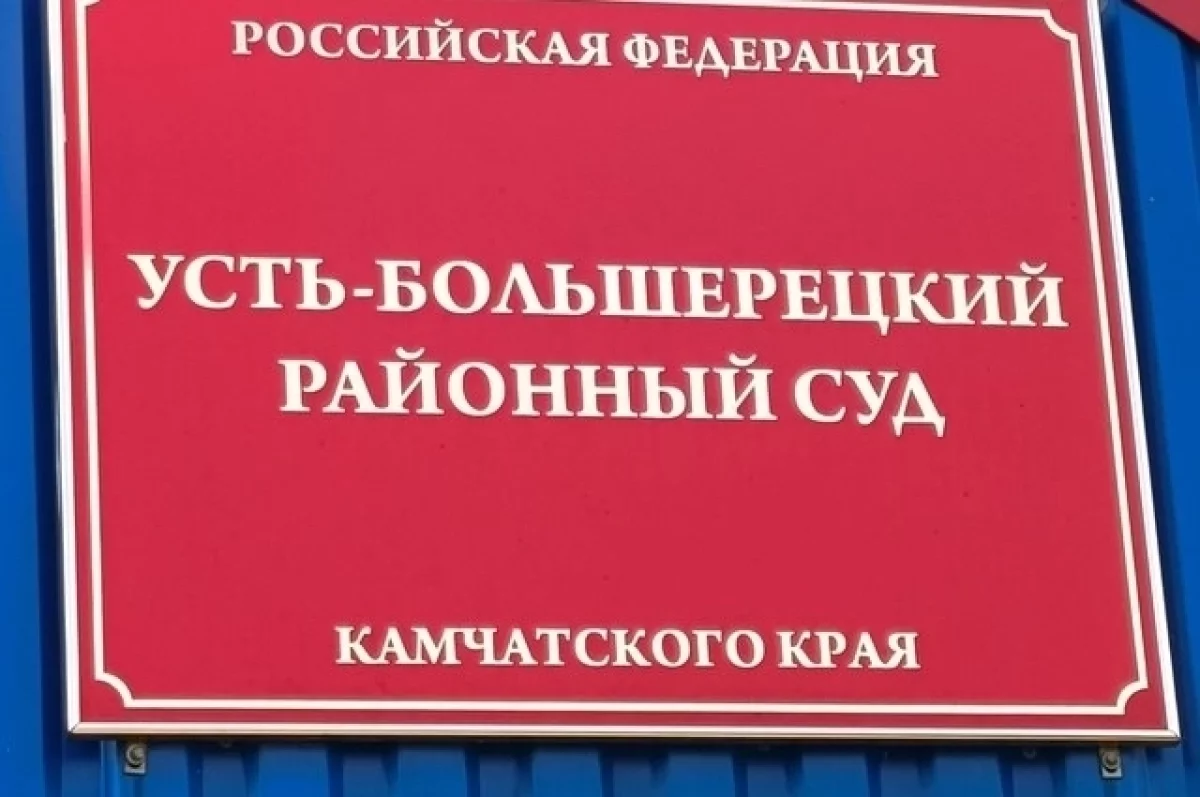 РОССИЙСКАЯ ФЕДЕРАЦИЯ
УСТЬ-БОЛЬШЕРЕЦКИЙ
РАЙОННЫЙ СУД
КАМЧАТСКОГО КРАЯ